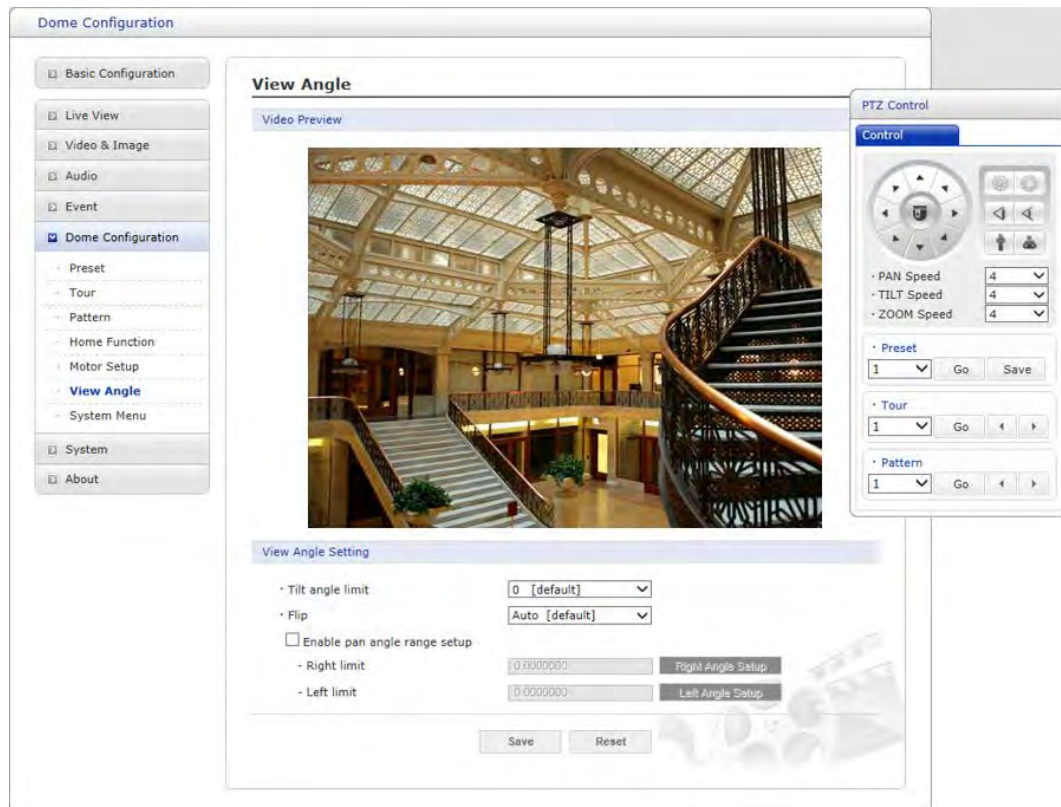 Dome Configuration
Basic Configuration
Live View
Video & Image
Audio
Event
Dome Configuration
Preset
Tour
Pattern
Home Function
Motor Setup
View Angle
System Menu
System
About
View Angle
Video Preview
View Angle Setting
Tilt angle limit 0 [default]
Flip Auto [default]
Enable pan angle range setup
- Right limit 0.0000000 Right Angle Setup
- Left limit 0.0000000 Left Angle Setup
Save Reset
PTZ Control
Control
PAN Speed 4
TILT Speed 4
ZOOM Speed 4
Preset
1 Go Save
Tour
1 Go
Pattern
1 Go